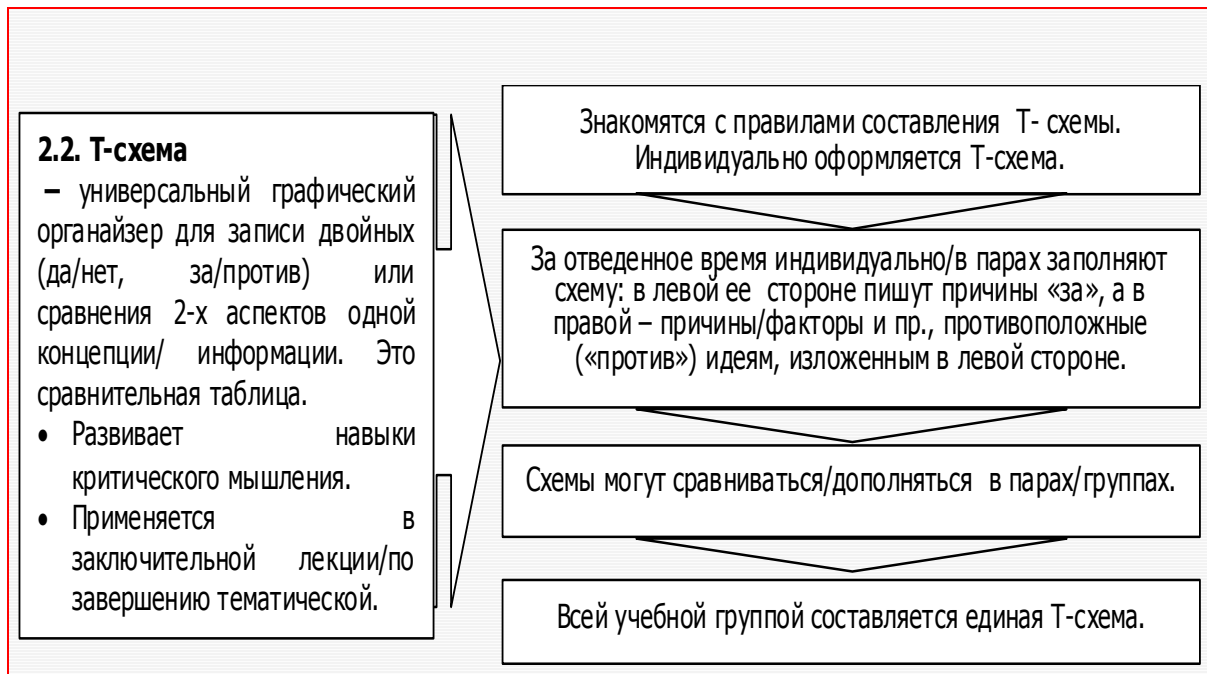 2.2. Т-схема
– универсальный графический
органайзер для записи двойных
(да/нет, за/против) или
сравнения 2-х аспектов одной
концепции/ информации. Это
сравнительная таблица.
• Развивает навыки
критического мышления.
• Применяется в
заключительной лекции/по
завершению тематической.
Знакомятся с правилами составления Т- схемы.
Индивидуально оформляется Т-схема.
За отведенное время индивидуально/в парах заполняют
схему: в левой ее стороне пишут причины «за», а в
правой – причины/факторы и пр., противоположные
(«против») идеям, изложенным в левой стороне.
Схемы могут сравниваться/дополняться в парах/группах.
Всей учебной группой составляется единая Т-схема.